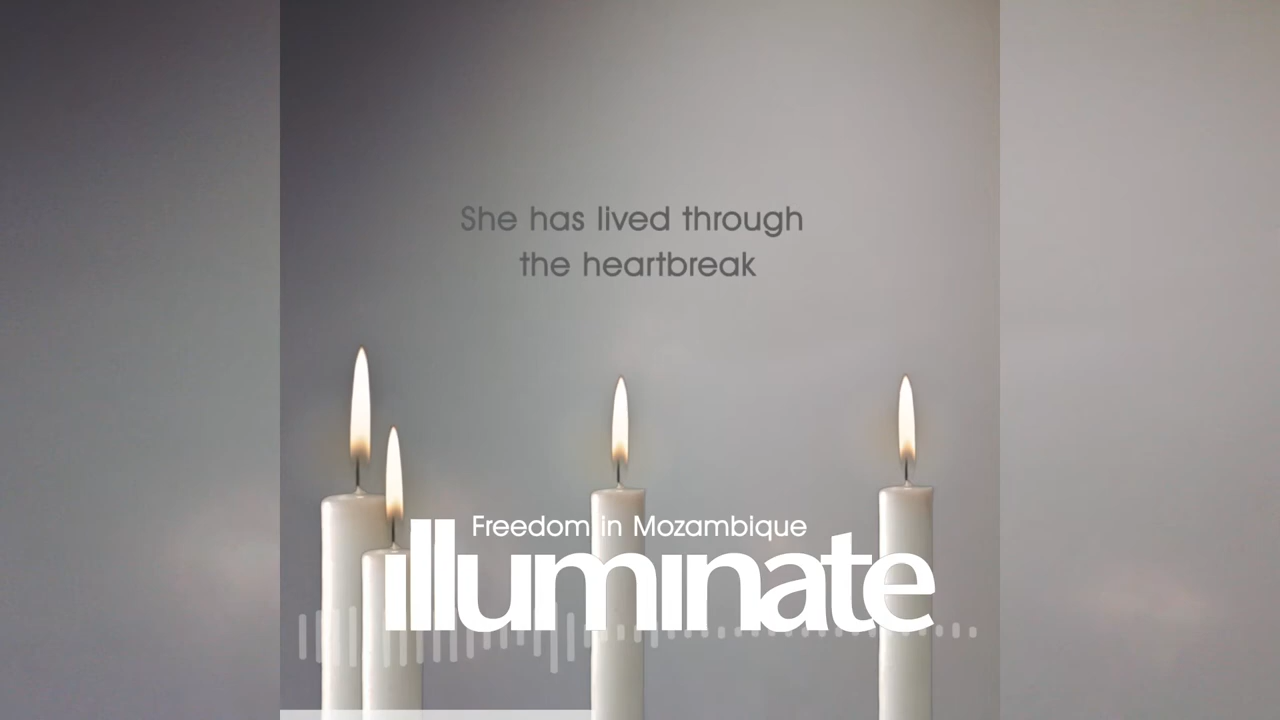 She has lived through
the heartbreak
Freedom in Mozambique
illuminate